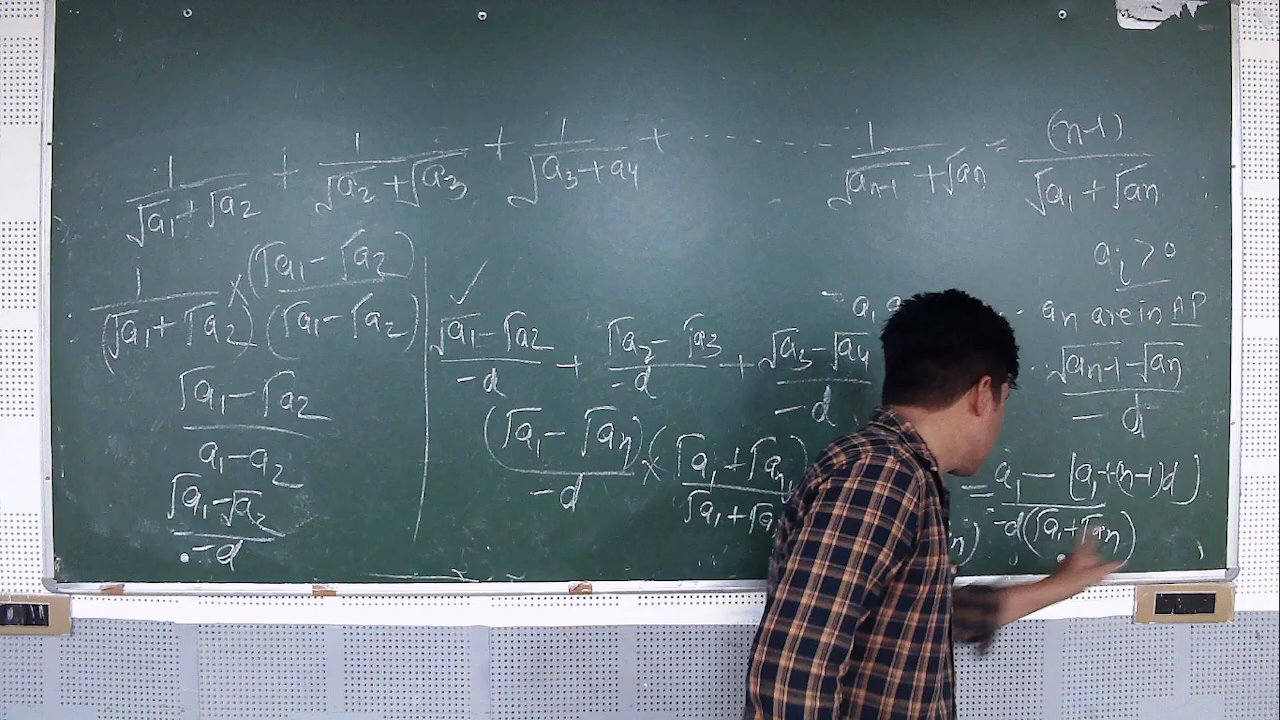 1/(√a₁+√a₂) + 1/(√a₂+√a₃) + 1/√(a₃+a₄) + ------- 1/(√aₙ₋₁+√aₙ) = (n-1)/(√a₁+√aₙ)
aᵢ>0
aₙ are in AP
1/(√a₁+√a₂) × (√a₁-√a₂)/(√a₁-√a₂)
(√a₁-√a₂)/(a₁-a₂)
(√a₁-√a₂)/-d
✓
(√a₁-√a₂)/-d + (√a₂-√a₃)/-d + (√a₃-√a₄)/-d (√aₙ₋₁-√aₙ)/-d
(√a₁-√aₙ)/-d × (√a₁+√aₙ)/(√a₁+√a
= (a₁-[a₁+(n-1)d])/(-d(√a₁+√aₙ))